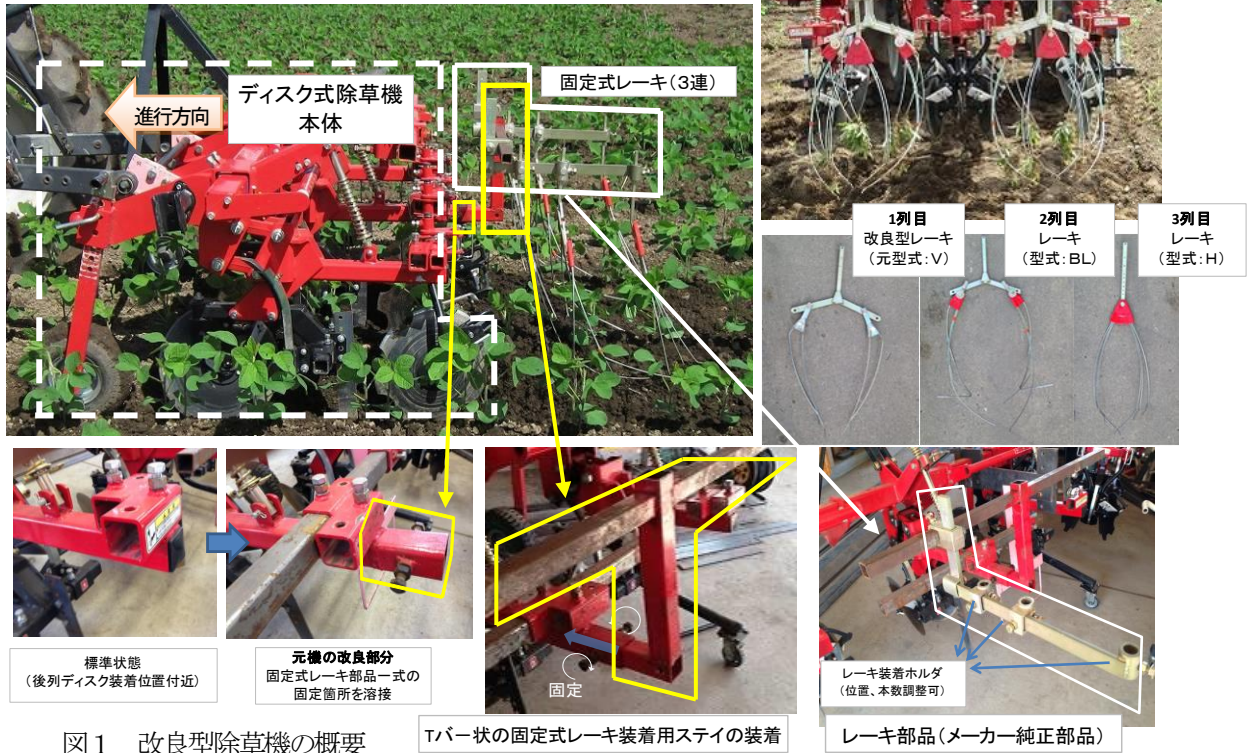 進行方向
ディスク式除草機
本体
固定式レーキ(3連)
1列目
改良型レーキ
(元型式:V)
2列目
レーキ
(型式:BL)
3列目
レーキ
(型式:H)
標準状態
(後列ディスク装着位置付近)
元機の改良部分
固定式レーキ部品一式の
固定箇所を溶接
固定
Tバー状の固定式レーキ装着用ステイの装着
レーキ装着ホルダ
(位置、本数調整可)
レーキ部品(メーカー純正部品)
図1 改良型除草機の概要